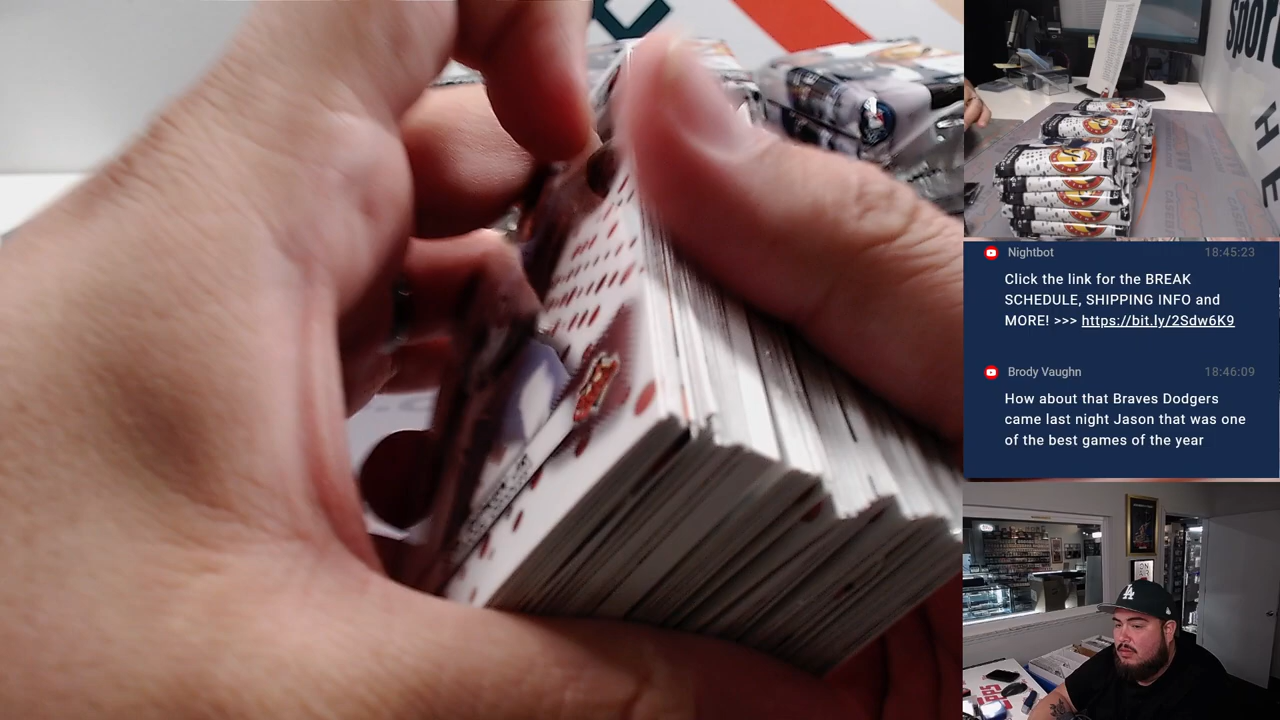 Spor
H
E
Nightbot 18:45:23
Click the link for the BREAK
SCHEDULE, SHIPPING INFO and
MORE! >>> https://bit.ly/2Sdw6K9
Brody Vaughn 18:46:09
How about that Braves Dodgers
came last night Jason that was one
of the best games of the year
LA